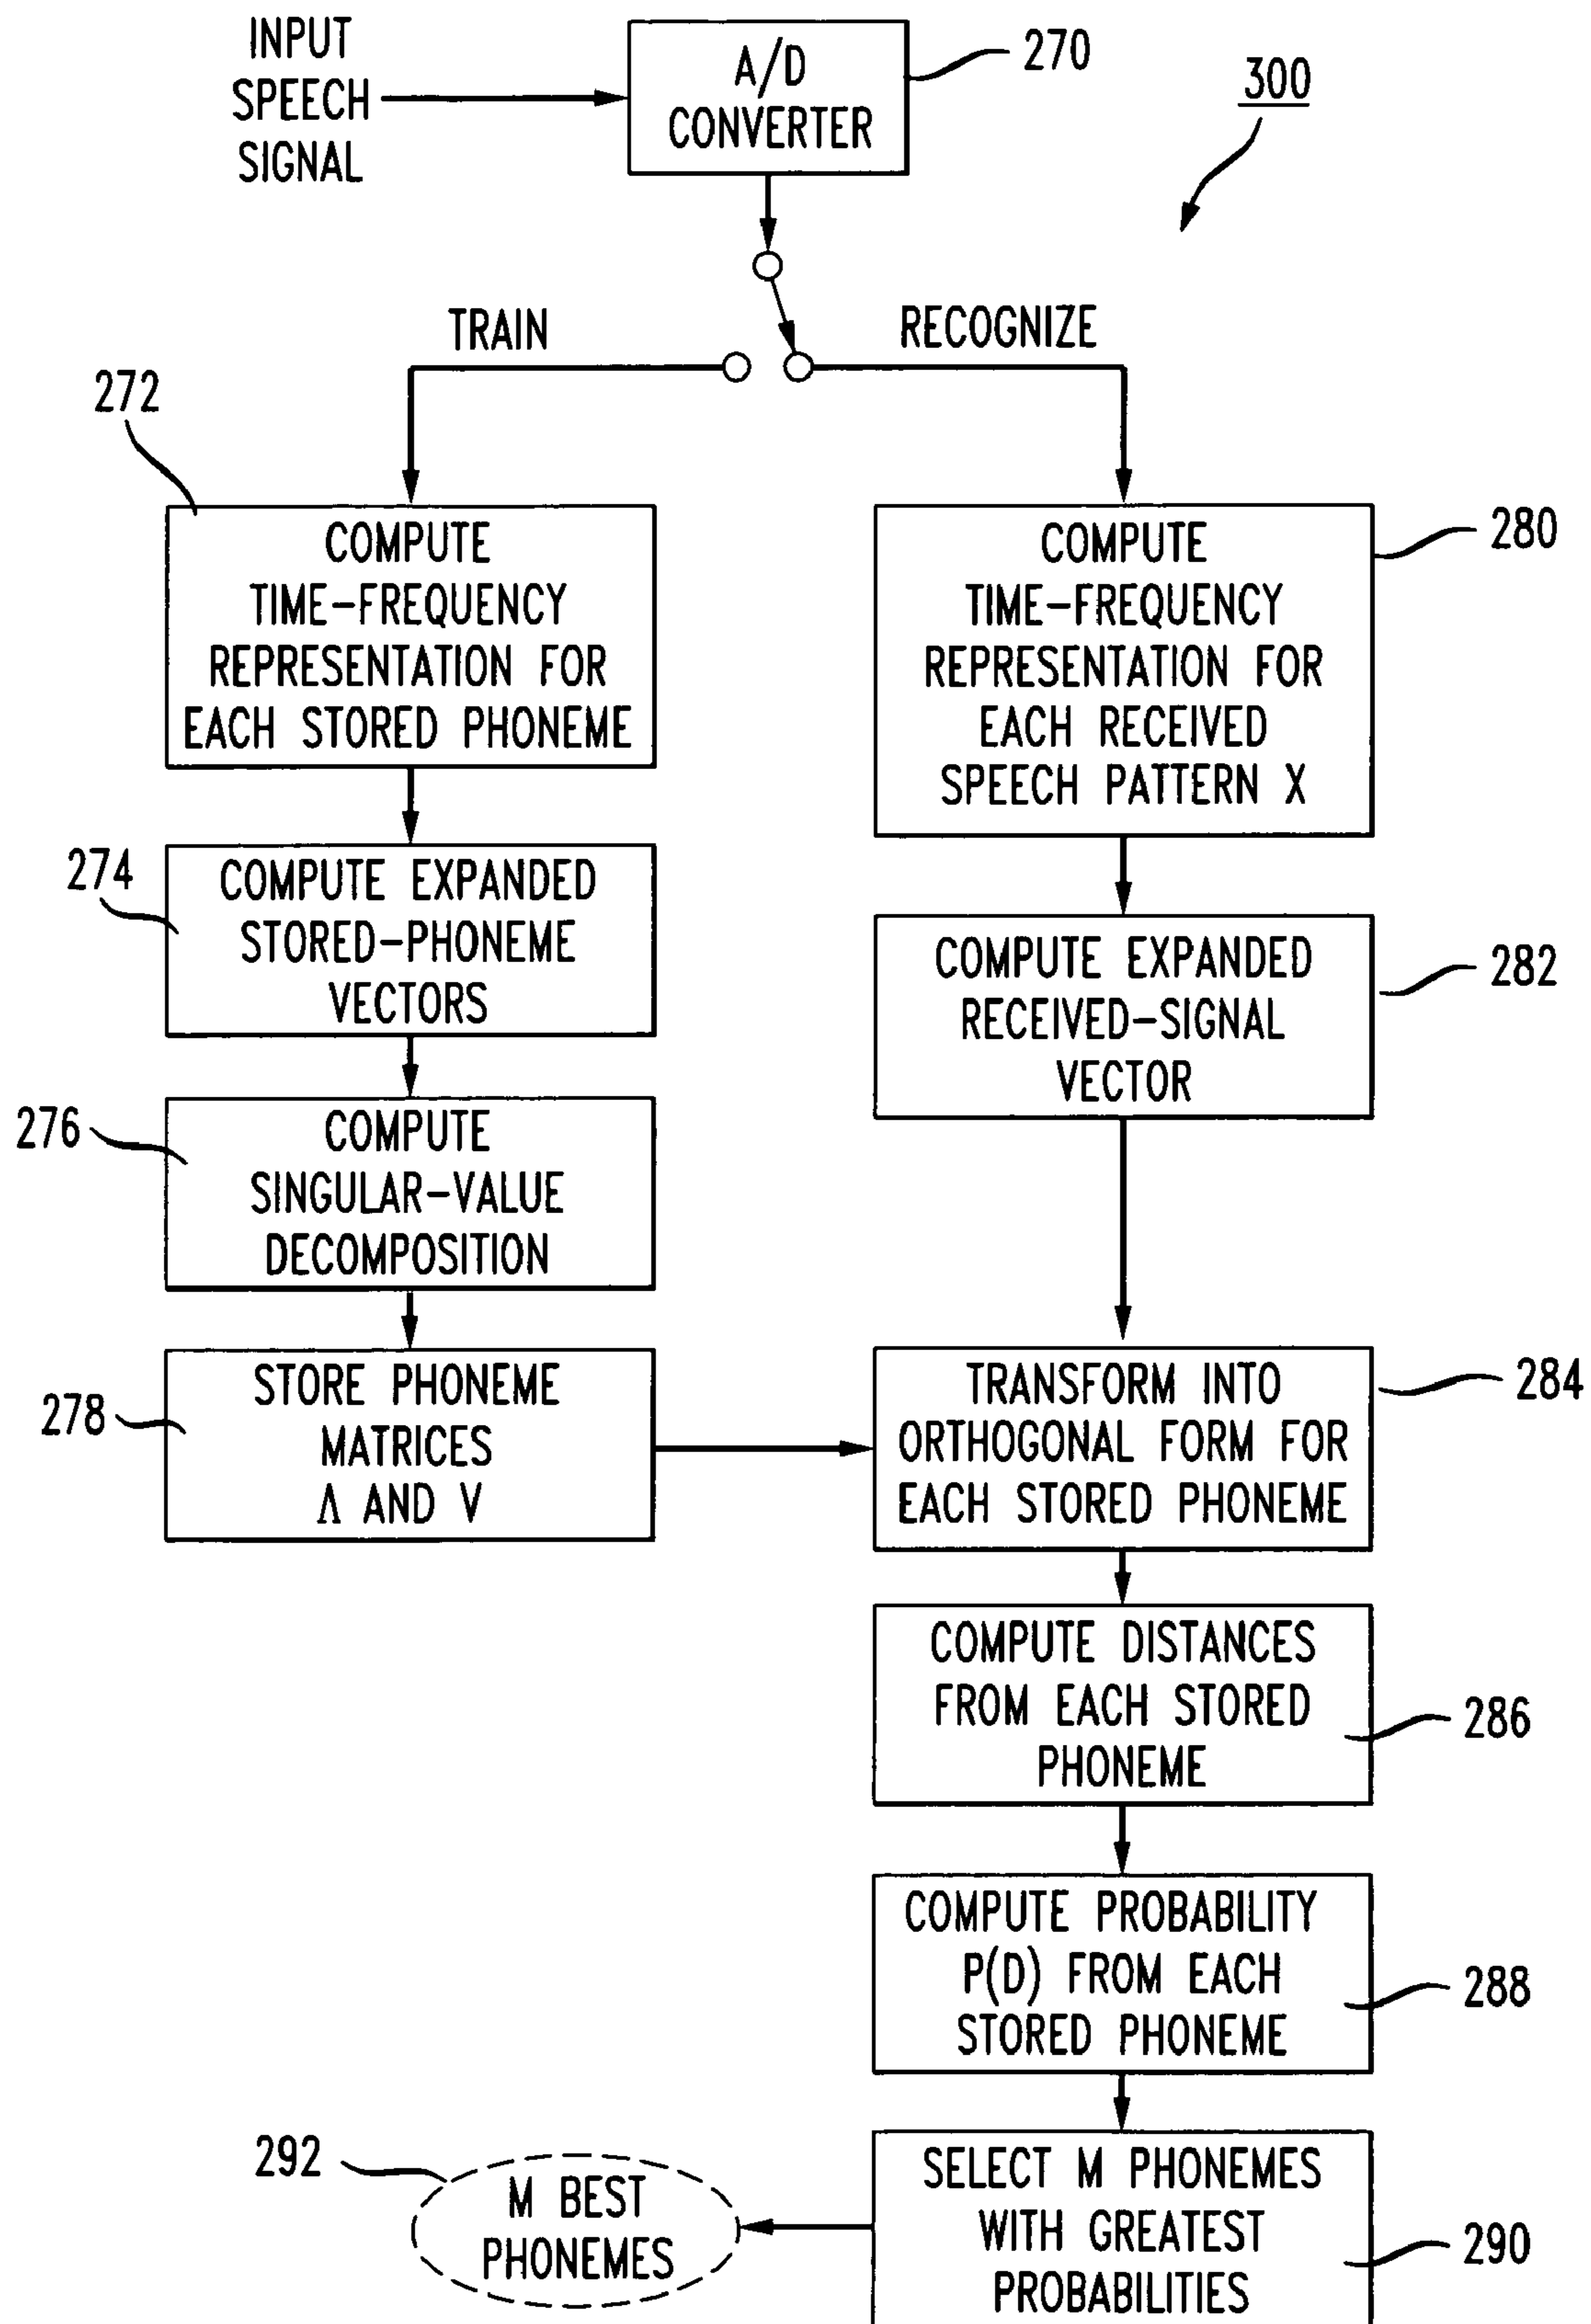 INPUT
SPEECH
SIGNAL
A/D
CONVERTER
270
300
TRAIN
RECOGNIZE
272
COMPUTE
TIME-FREQUENCY
REPRESENTATION FOR
EACH STORED PHONEME
280
COMPUTE
TIME-FREQUENCY
REPRESENTATION FOR
EACH RECEIVED
SPEECH PATTERN X
274
COMPUTE EXPANDED
STORED-PHONEME
VECTORS
282
COMPUTE EXPANDED
RECEIVED-SIGNAL
VECTOR
276
COMPUTE
SINGULAR-VALUE
DECOMPOSITION
278
STORE PHONEME
MATRICES
Λ AND V
284
TRANSFORM INTO
ORTHOGONAL FORM FOR
EACH STORED PHONEME
COMPUTE DISTANCES
FROM EACH STORED
PHONEME
286
COMPUTE PROBABILITY
P(D) FROM EACH
STORED PHONEME
288
292
M BEST
PHONEMES
SELECT M PHONEMES
WITH GREATEST
PROBABILITIES
290